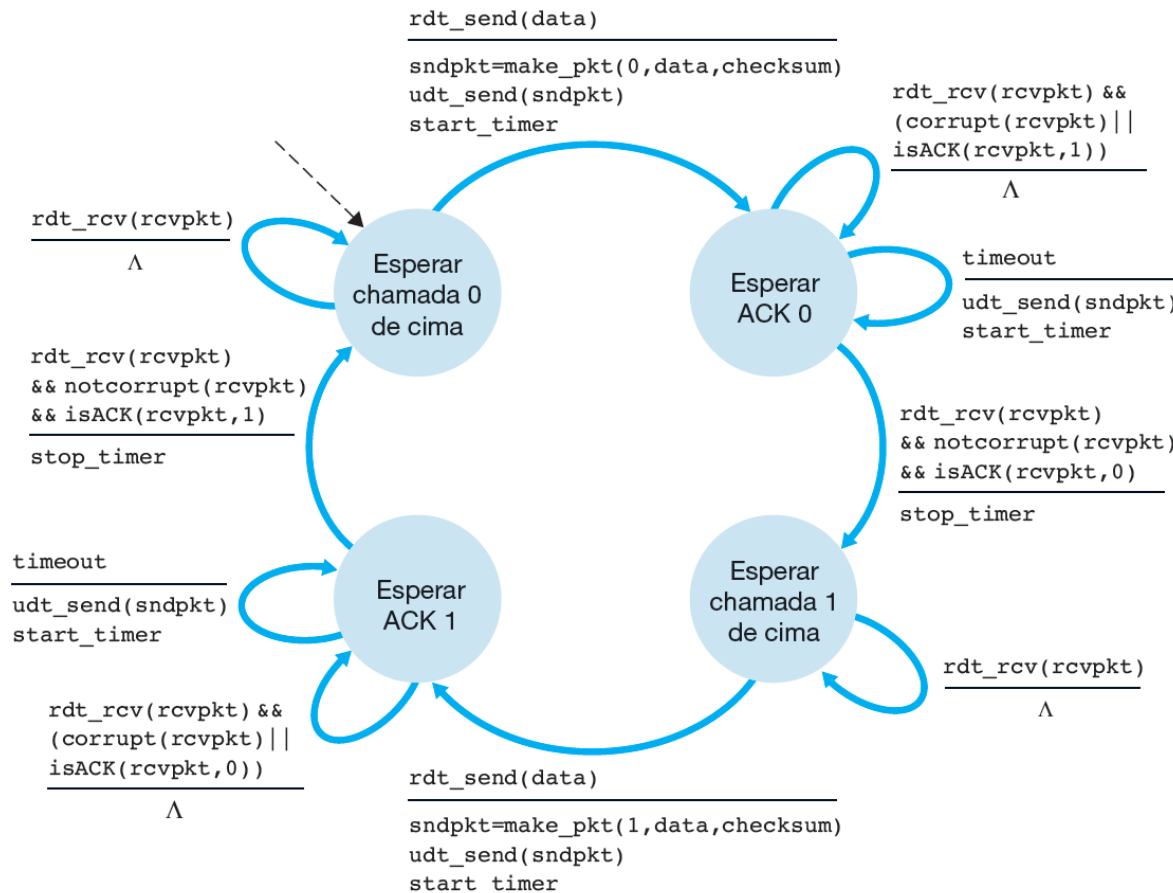 rdt_send(data)
sndpkt=make_pkt(0,data,checksum)
udt_send(sndpkt)
start_timer
rdt_rcv(rcvpkt) &&
(corrupt(rcvpkt)||
isACK(rcvpkt,1))
Λ
rdt_rcv(rcvpkt)
Λ
Esperar
chamada 0
de cima
Esperar
ACK 0
timeout
udt_send(sndpkt)
start_timer
rdt_rcv(rcvpkt)
&& notcorrupt(rcvpkt)
&& isACK(rcvpkt,1)
stop_timer
rdt_rcv(rcvpkt)
&& notcorrupt(rcvpkt)
&& isACK(rcvpkt,0)
stop_timer
timeout
udt_send(sndpkt)
start_timer
Esperar
ACK 1
Esperar
chamada 1
de cima
rdt_rcv(rcvpkt)
Λ
rdt_rcv(rcvpkt) &&
(corrupt(rcvpkt)||
isACK(rcvpkt,0))
Λ
rdt_send(data)
sndpkt=make_pkt(1,data,checksum)
udt_send(sndpkt)
start_timer